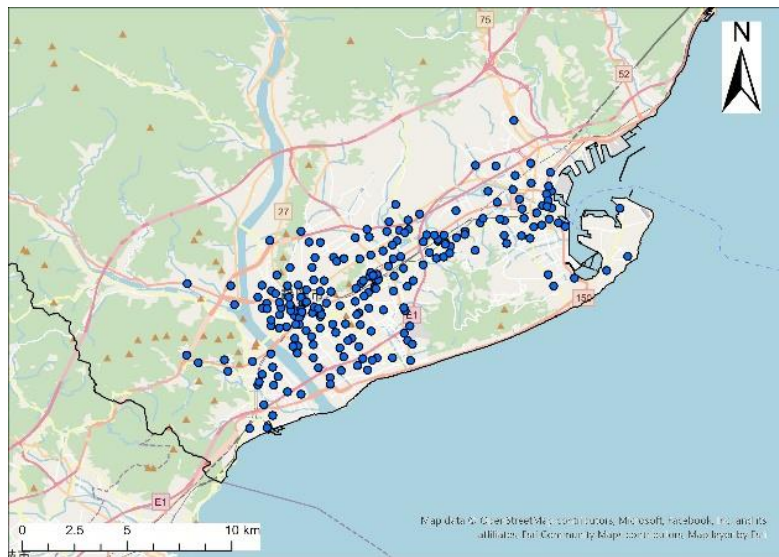 75
N
52
27
E1
150
E1
Map data © OpenStreetMap contributors, Microsoft, Facebook, Inc. and its
affiliates, Esri Community Maps contributors, Map layer by Esri
0 2.5 5 10 km